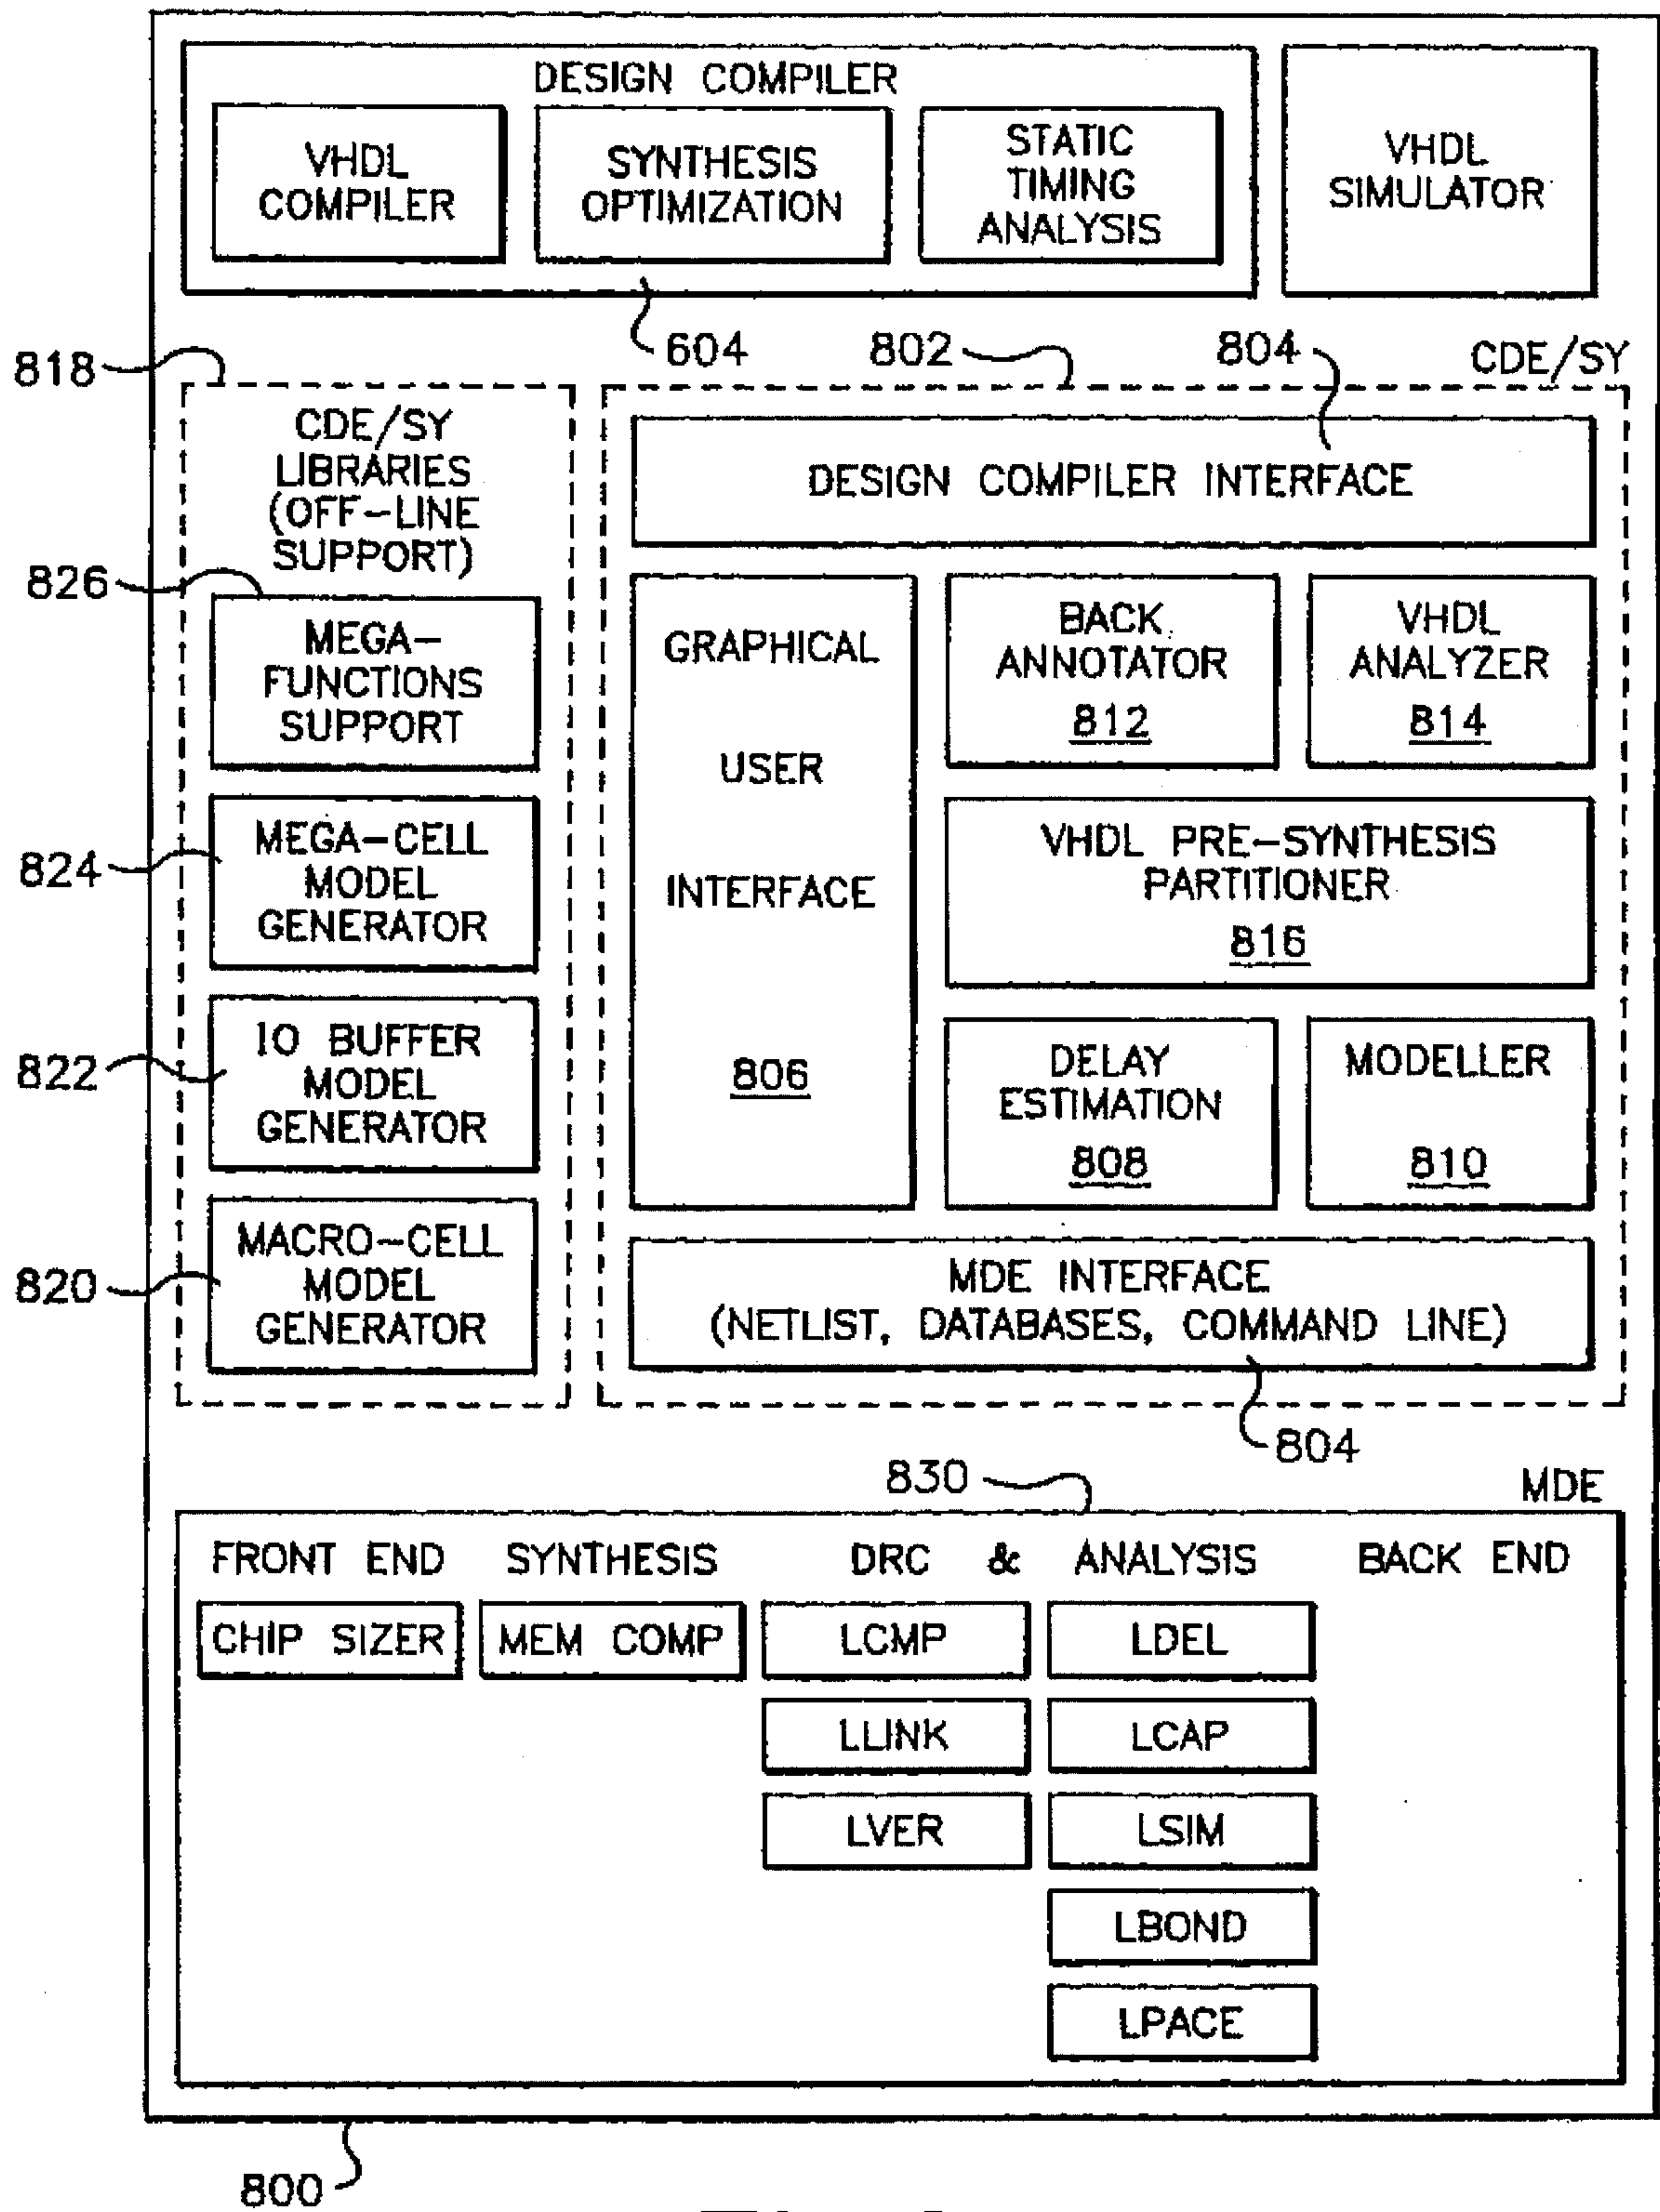 DESIGN COMPILER
VHDL
COMPILER
SYNTHESIS
OPTIMIZATION
STATIC
TIMING
ANALYSIS
VHDL
SIMULATOR
604
802
804
CDE/SY
818
CDE/SY
LIBRARIES
(OFF-LINE
SUPPORT)
826
MEGA-
FUNCTIONS
SUPPORT
824
MEGA-CELL
MODEL
GENERATOR
822
IO BUFFER
MODEL
GENERATOR
820
MACRO-CELL
MODEL
GENERATOR
DESIGN COMPILER INTERFACE
GRAPHICAL
USER
INTERFACE
806
BACK
ANNOTATOR
812
VHDL
ANALYZER
814
VHDL PRE-SYNTHESIS
PARTITIONER
816
DELAY
ESTIMATION
808
MODELLER
810
MDE INTERFACE
(NETLIST, DATABASES, COMMAND LINE)
804
830
MDE
FRONT END
SYNTHESIS
DRC & ANALYSIS
BACK END
CHIP SIZER
MEM COMP
LCMP
LDEL
LLINK
LCAP
LVER
LSIM
LBOND
LPACE
800